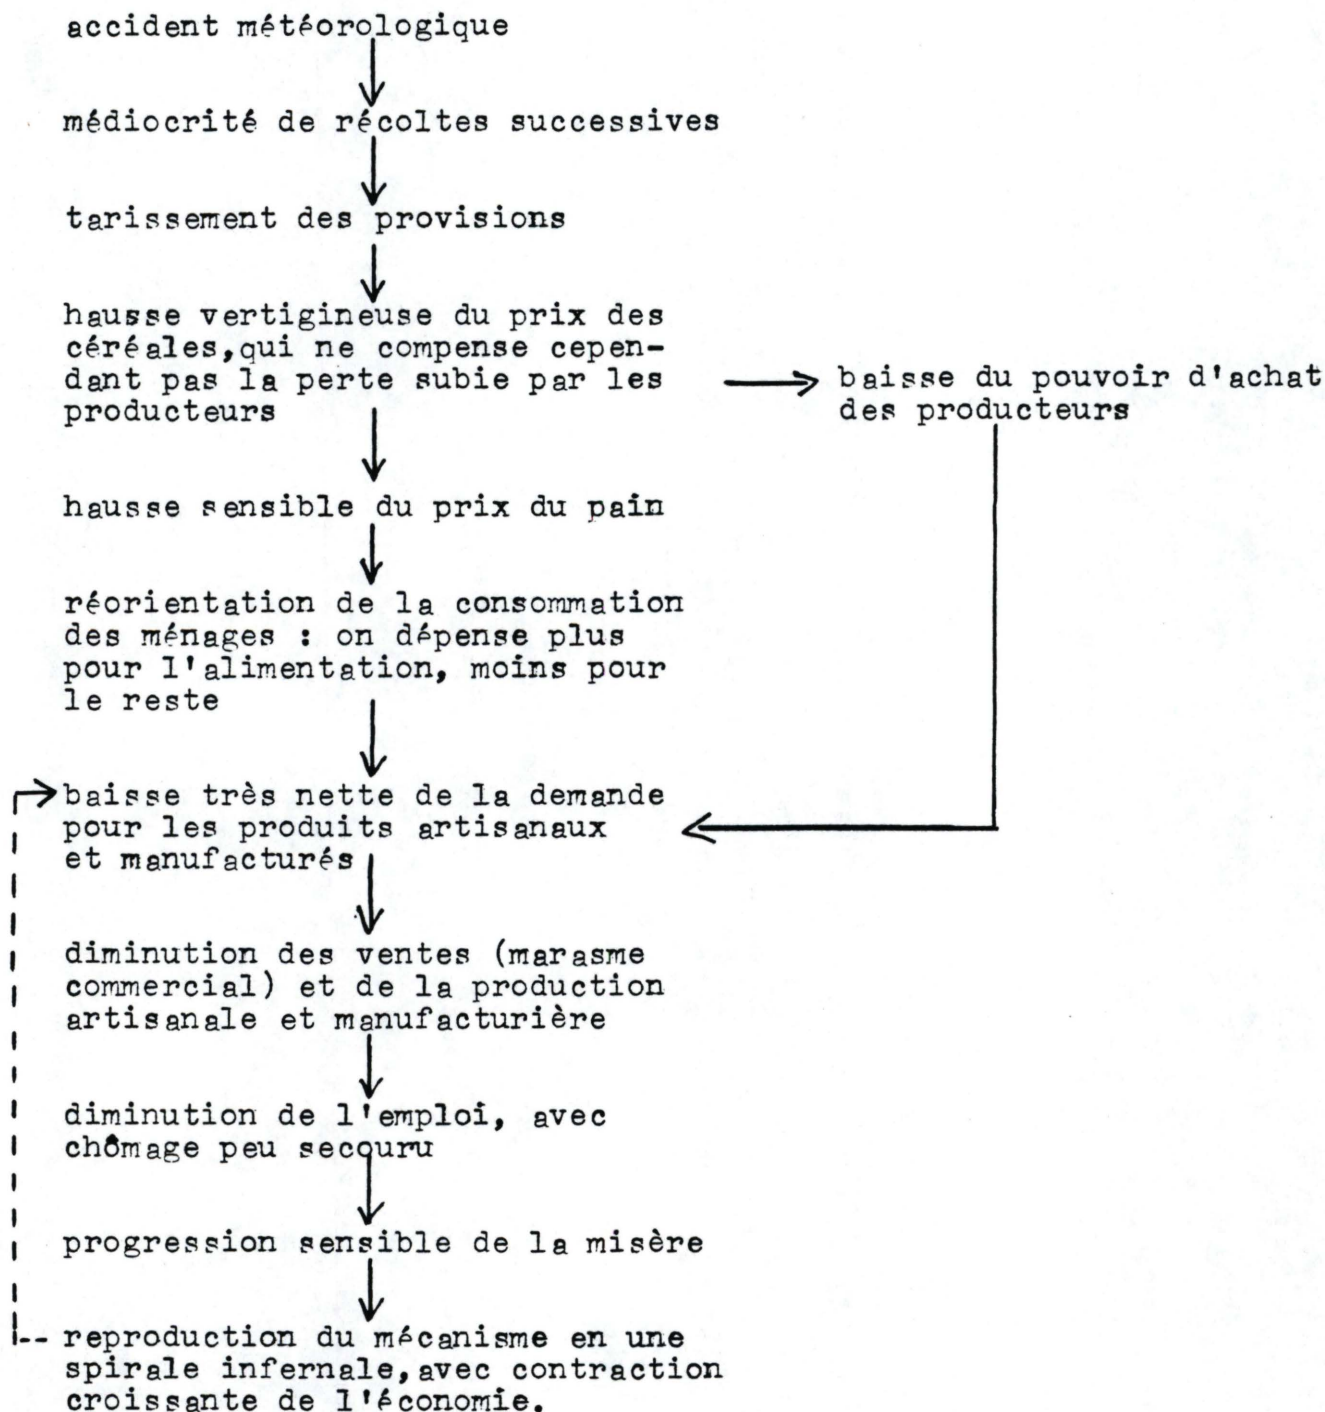 accident météorologique
médiocrité de récoltes successives
tarissement des provisions
hausse vertigineuse du prix des
céréales,qui ne compense cepen-
dant pas la perte subie par les
producteurs
baisse du pouvoir d'achat
des producteurs
hausse sensible du prix du pain
réorientation de la consommation
des ménages : on dépense plus
pour l'alimentation, moins pour
le reste
baisse très nette de la demande
pour les produits artisanaux
et manufacturés
diminution des ventes (marasme
commercial) et de la production
artisanale et manufacturière
diminution de l'emploi, avec
chômage peu secouru
progression sensible de la misère
reproduction du mécanisme en une
spirale infernale,avec contraction
croissante de l'économie.